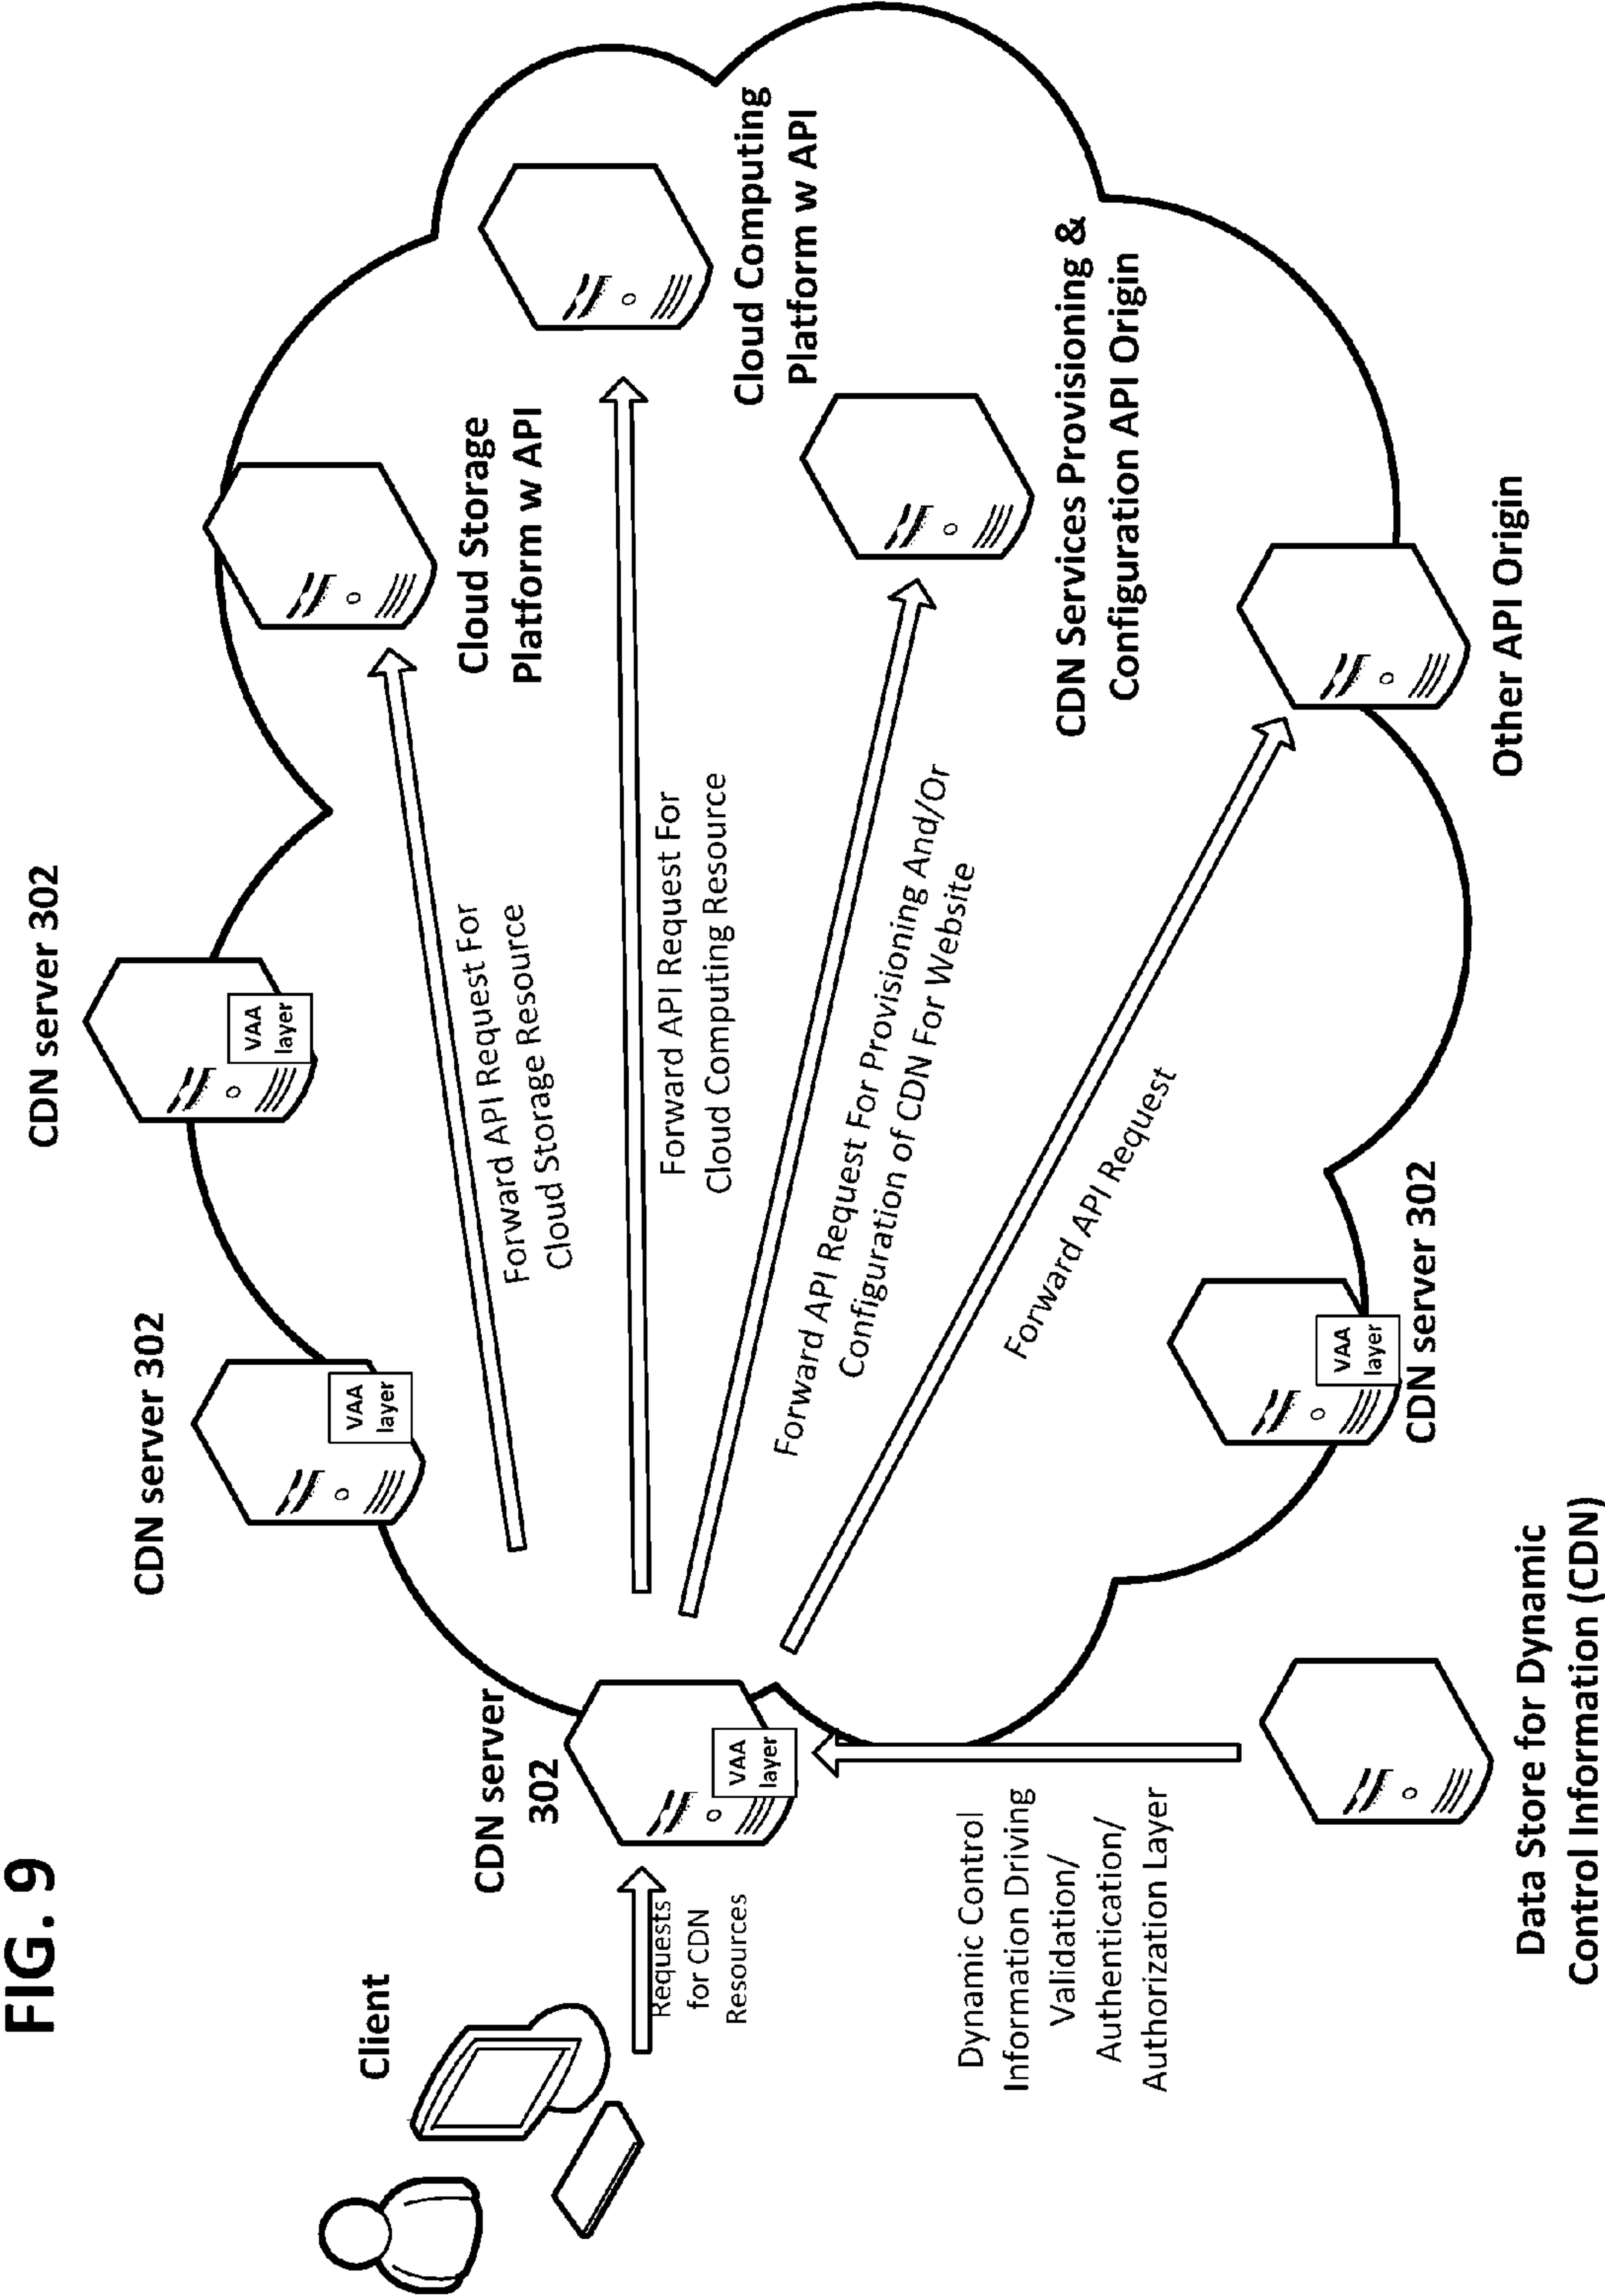 FIG. 9
Client
Requests
for CDN
Resources
CDN server
302
VAA
layer
CDN server 302
VAA
layer
CDN server 302
VAA
layer
CDN server 302
VAA
layer
Dynamic Control
Information Driving
Validation/
Authentication/
Authorization Layer
Data Store for Dynamic
Control Information (CDN)
Forward API Request For
Cloud Storage Resource
Cloud Storage
Platform w API
Forward API Request For
Cloud Computing Resource
Cloud Computing
Platform w API
Forward API Request For Provisioning And/Or
Configuration of CDN For Website
CDN Services Provisioning &
Configuration API Origin
Forward API Request
Other API Origin